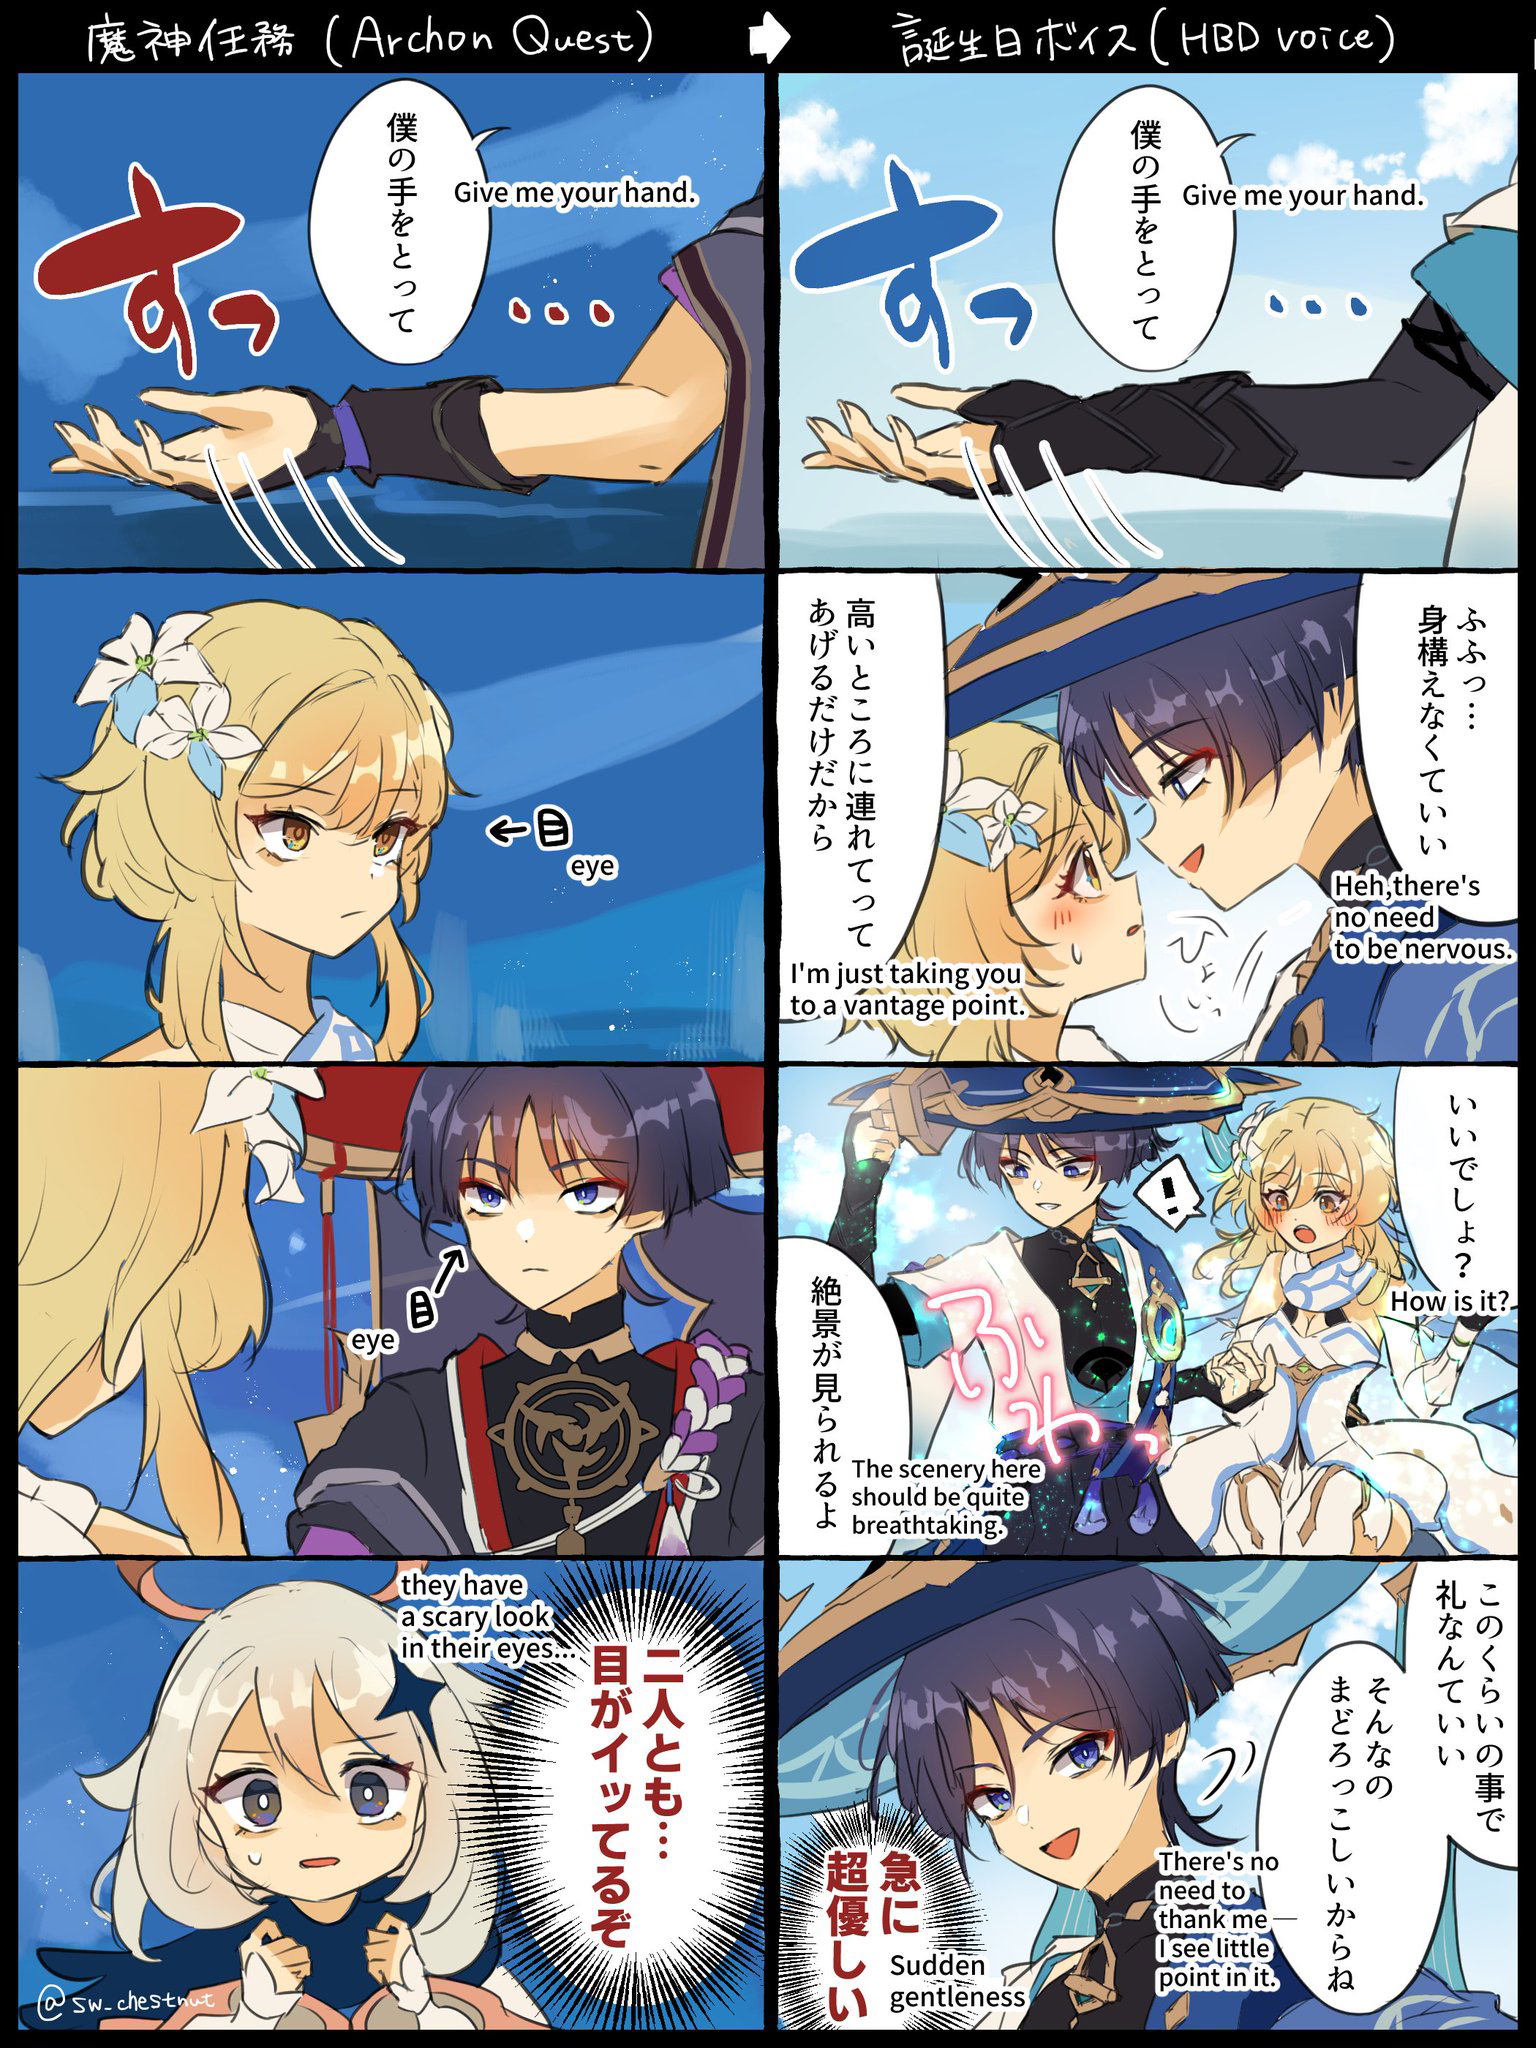 魔神任務 (Archon Quest)
誕生日ボイス (HBD voice)
僕の手をとって
Give me your hand.
すっ
...
←目
eye
目
eye
they have
a scary look
in their eyes...
二人とも…
目がイッてるぞ
@sw_chestnut
僕の手をとって
Give me your hand.
すっ
...
ふふっ…
身構えなくていい
Heh,there's
no need
to be nervous.
高いところに連れてって
あげるだけだから
I'm just taking you
to a vantage point.
ひょいっ
いいでしょ？
How is it?
!
絶景が見られるよ
The scenery here
should be quite
breathtaking.
ふわっ
このくらいの事で
礼なんていい
そんなの
まどろっこしいからね
There's no
need to
thank me —
I see little
point in it.
急に
超優しい
Sudden
gentleness